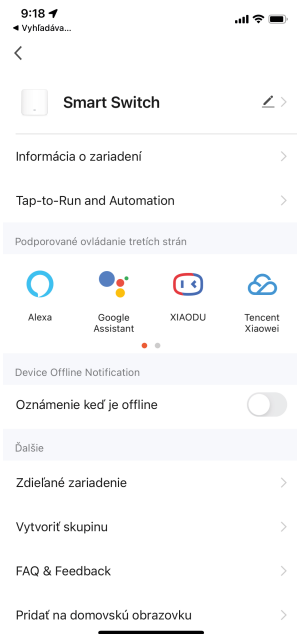 9:18
◀ Vyhľadáva...
Smart Switch
Informácia o zariadení
Tap-to-Run and Automation
Podporované ovládanie tretích strán
Alexa
Google Assistant
XIAODU
Tencent Xiaowei
Device Offline Notification
Oznámenie keď je offline
Ďalšie
Zdieľané zariadenie
Vytvoriť skupinu
FAQ & Feedback
Pridať na domovskú obrazovku